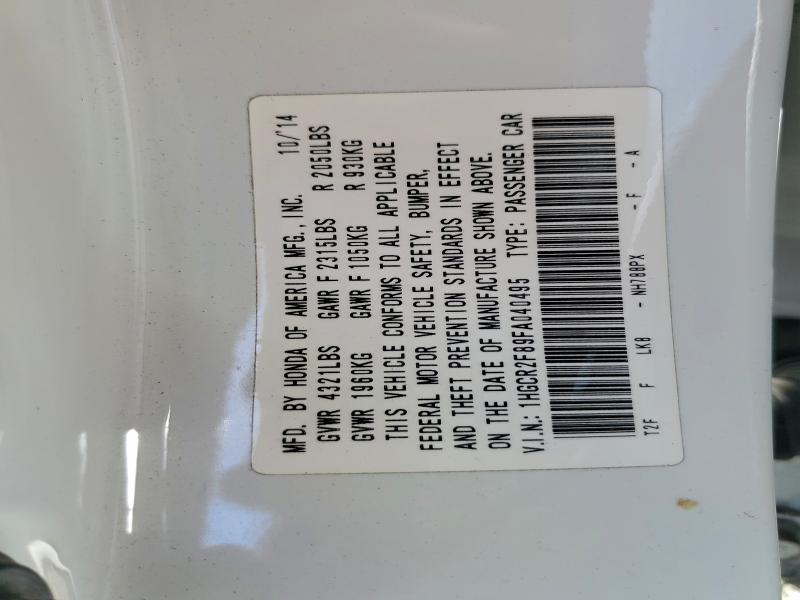 MFD. BY HONDA OF AMERICA MFG., INC. 10/'14
GVWR 4321LBS GAWR F 2315LBS R 2050LBS
GVWR 1960KG GAWR F 1050KG R 930KG
THIS VEHICLE CONFORMS TO ALL APPLICABLE
FEDERAL MOTOR VEHICLE SAFETY, BUMPER,
AND THEFT PREVENTION STANDARDS IN EFFECT
ON THE DATE OF MANUFACTURE SHOWN ABOVE.
V.I.N.: 1HGCR2F89FA040495 TYPE: PASSENGER CAR
T2F F LK8 - NH788PX - F - A